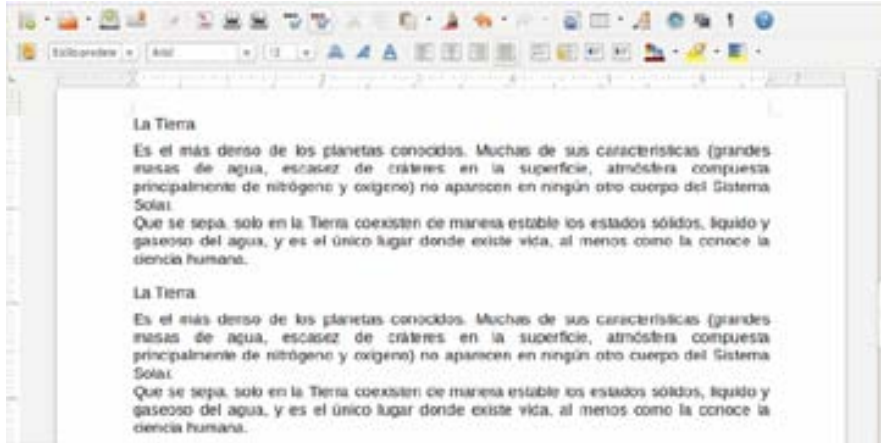 Arial
12
La Tierra
Es el más denso de los planetas conocidos. Muchas de sus características (grandes
masas de agua, escasez de cráteres en la superficie, atmósfera compuesta
principalmente de nitrógeno y oxígeno) no aparecen en ningún otro cuerpo del Sistema
Solar.
Que se sepa, solo en la Tierra coexisten de manera estable los estados sólidos, líquido y
gaseoso del agua, y es el único lugar donde existe vida, al menos como la conoce la
ciencia humana.
La Tierra
Es el más denso de los planetas conocidos. Muchas de sus características (grandes
masas de agua, escasez de cráteres en la superficie, atmósfera compuesta
principalmente de nitrógeno y oxígeno) no aparecen en ningún otro cuerpo del Sistema
Solar.
Que se sepa, solo en la Tierra coexisten de manera estable los estados sólidos, líquido y
gaseoso del agua, y es el único lugar donde existe vida, al menos como la conoce la
ciencia humana.